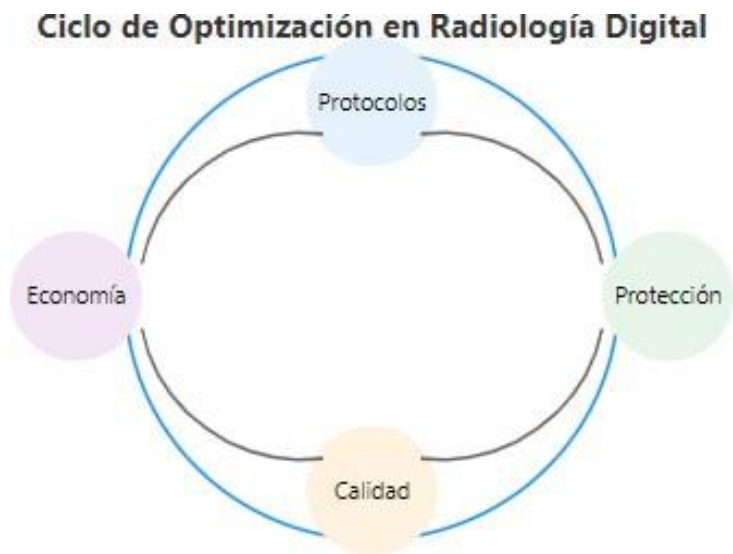 Ciclo de Optimización en Radiología Digital
Protocolos
Economía
Protección
Calidad